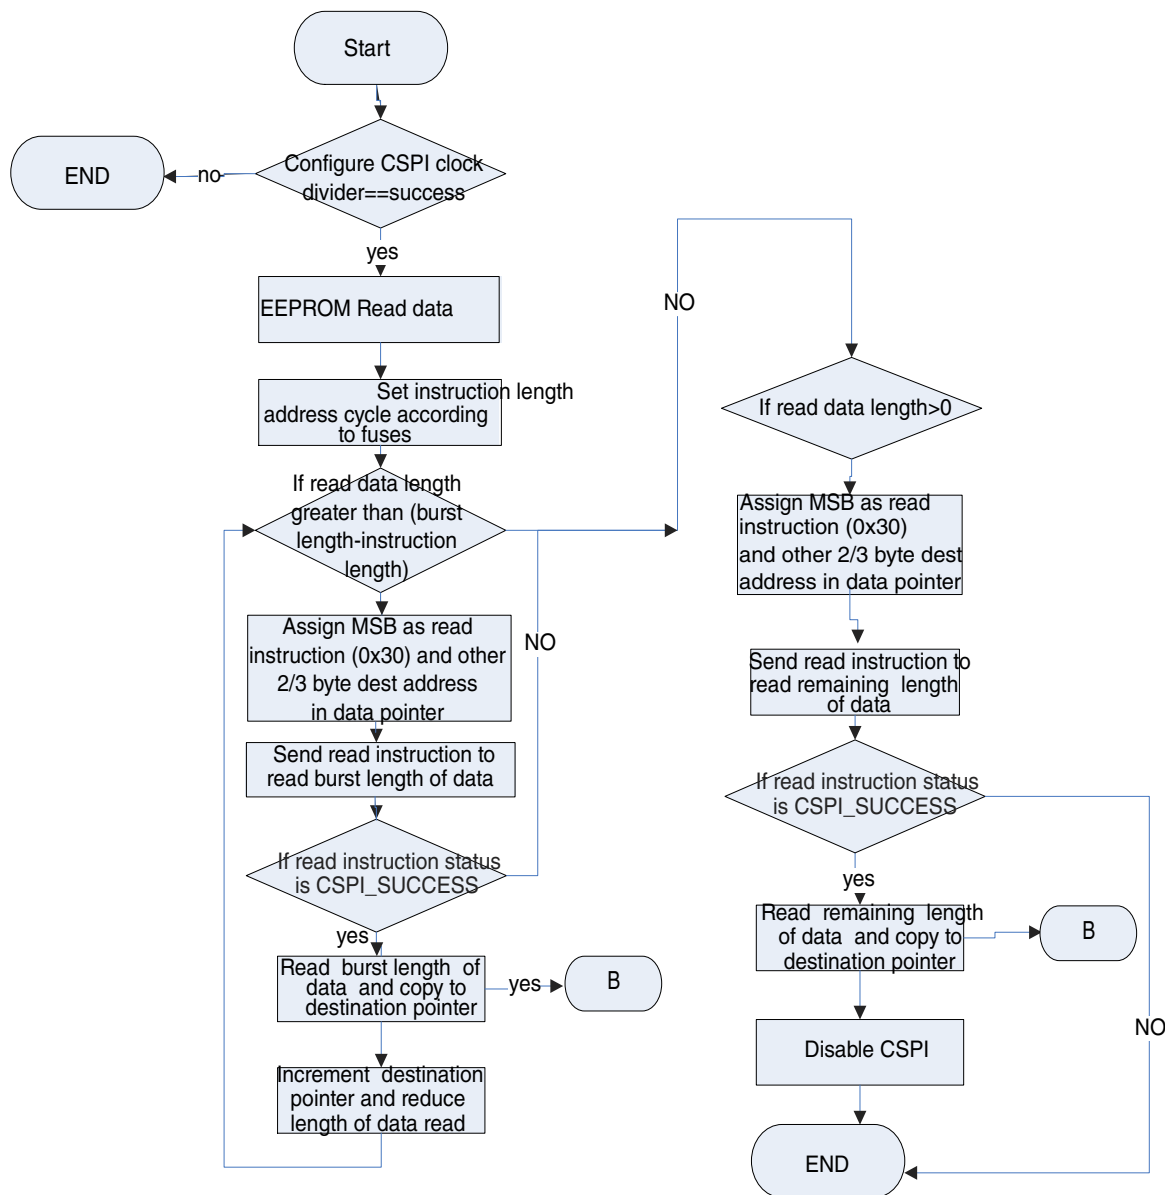 Start
Configure CSPI clock
divider==success
no
END
yes
EEPROM Read data
Set instruction length
address cycle according
to fuses
If read data length
greater than (burst
length-instruction
length)
NO
Assign MSB as read
instruction (0x30) and other
2/3 byte dest address
in data pointer
NO
Send read instruction to
read burst length of data
If read instruction status
is CSPI_SUCCESS
yes
Read burst length of
data and copy to
destination pointer
yes
B
Increment destination
pointer and reduce
length of data read
If read data length>0
Assign MSB as read
instruction (0x30)
and other 2/3 byte dest
address in data pointer
Send read instruction to
read remaining length
of data
If read instruction status
is CSPI_SUCCESS
yes
Read remaining length
of data and copy to
destination pointer
B
NO
Disable CSPI
END